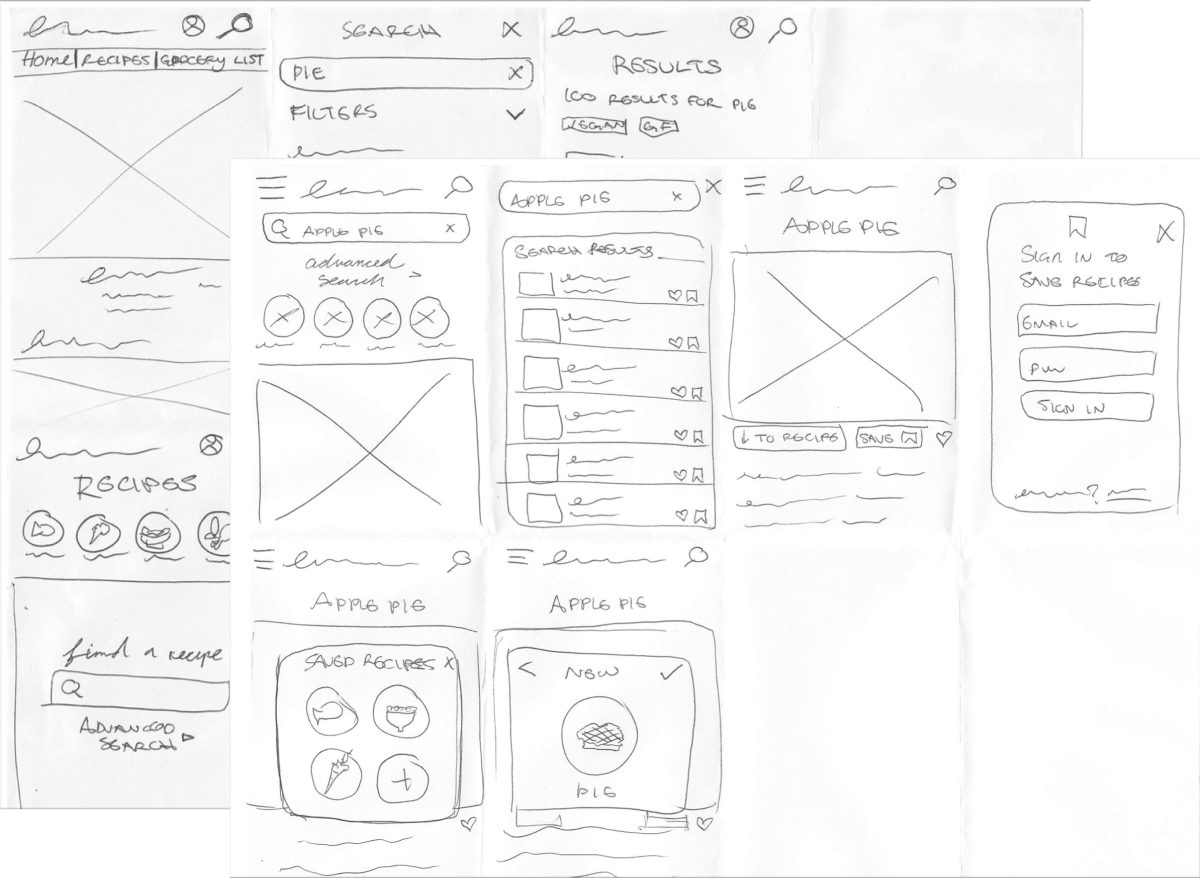 Home | RECIPES | GROCERY LIST
SEARCH X
PIE X
FILTERS
RESULTS
100 RESULTS FOR PIE
VEGAN GF
RECIPES
find a recipe
ADVANCED
SEARCH
APPLE PIE x
advanced
search >
APPLE PIE x X
SEARCH RESULTS
APPLE PIE
↓ TO RECIPE SAVE
X
SIGN IN TO
SAVE RECIPES
EMAIL
PW
SIGN IN
?
APPLE PIE
SAVED RECIPES X
+
APPLE PIE
< NEW ✓
PIE